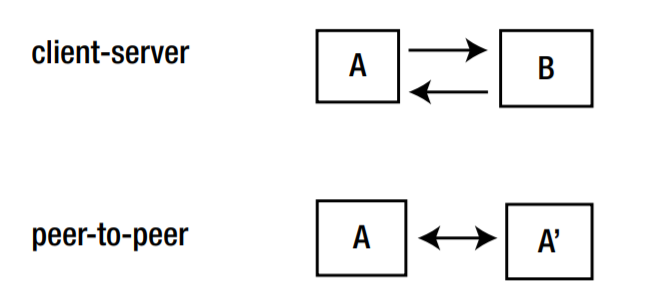 client-server
A
B
peer-to-peer
A
A’